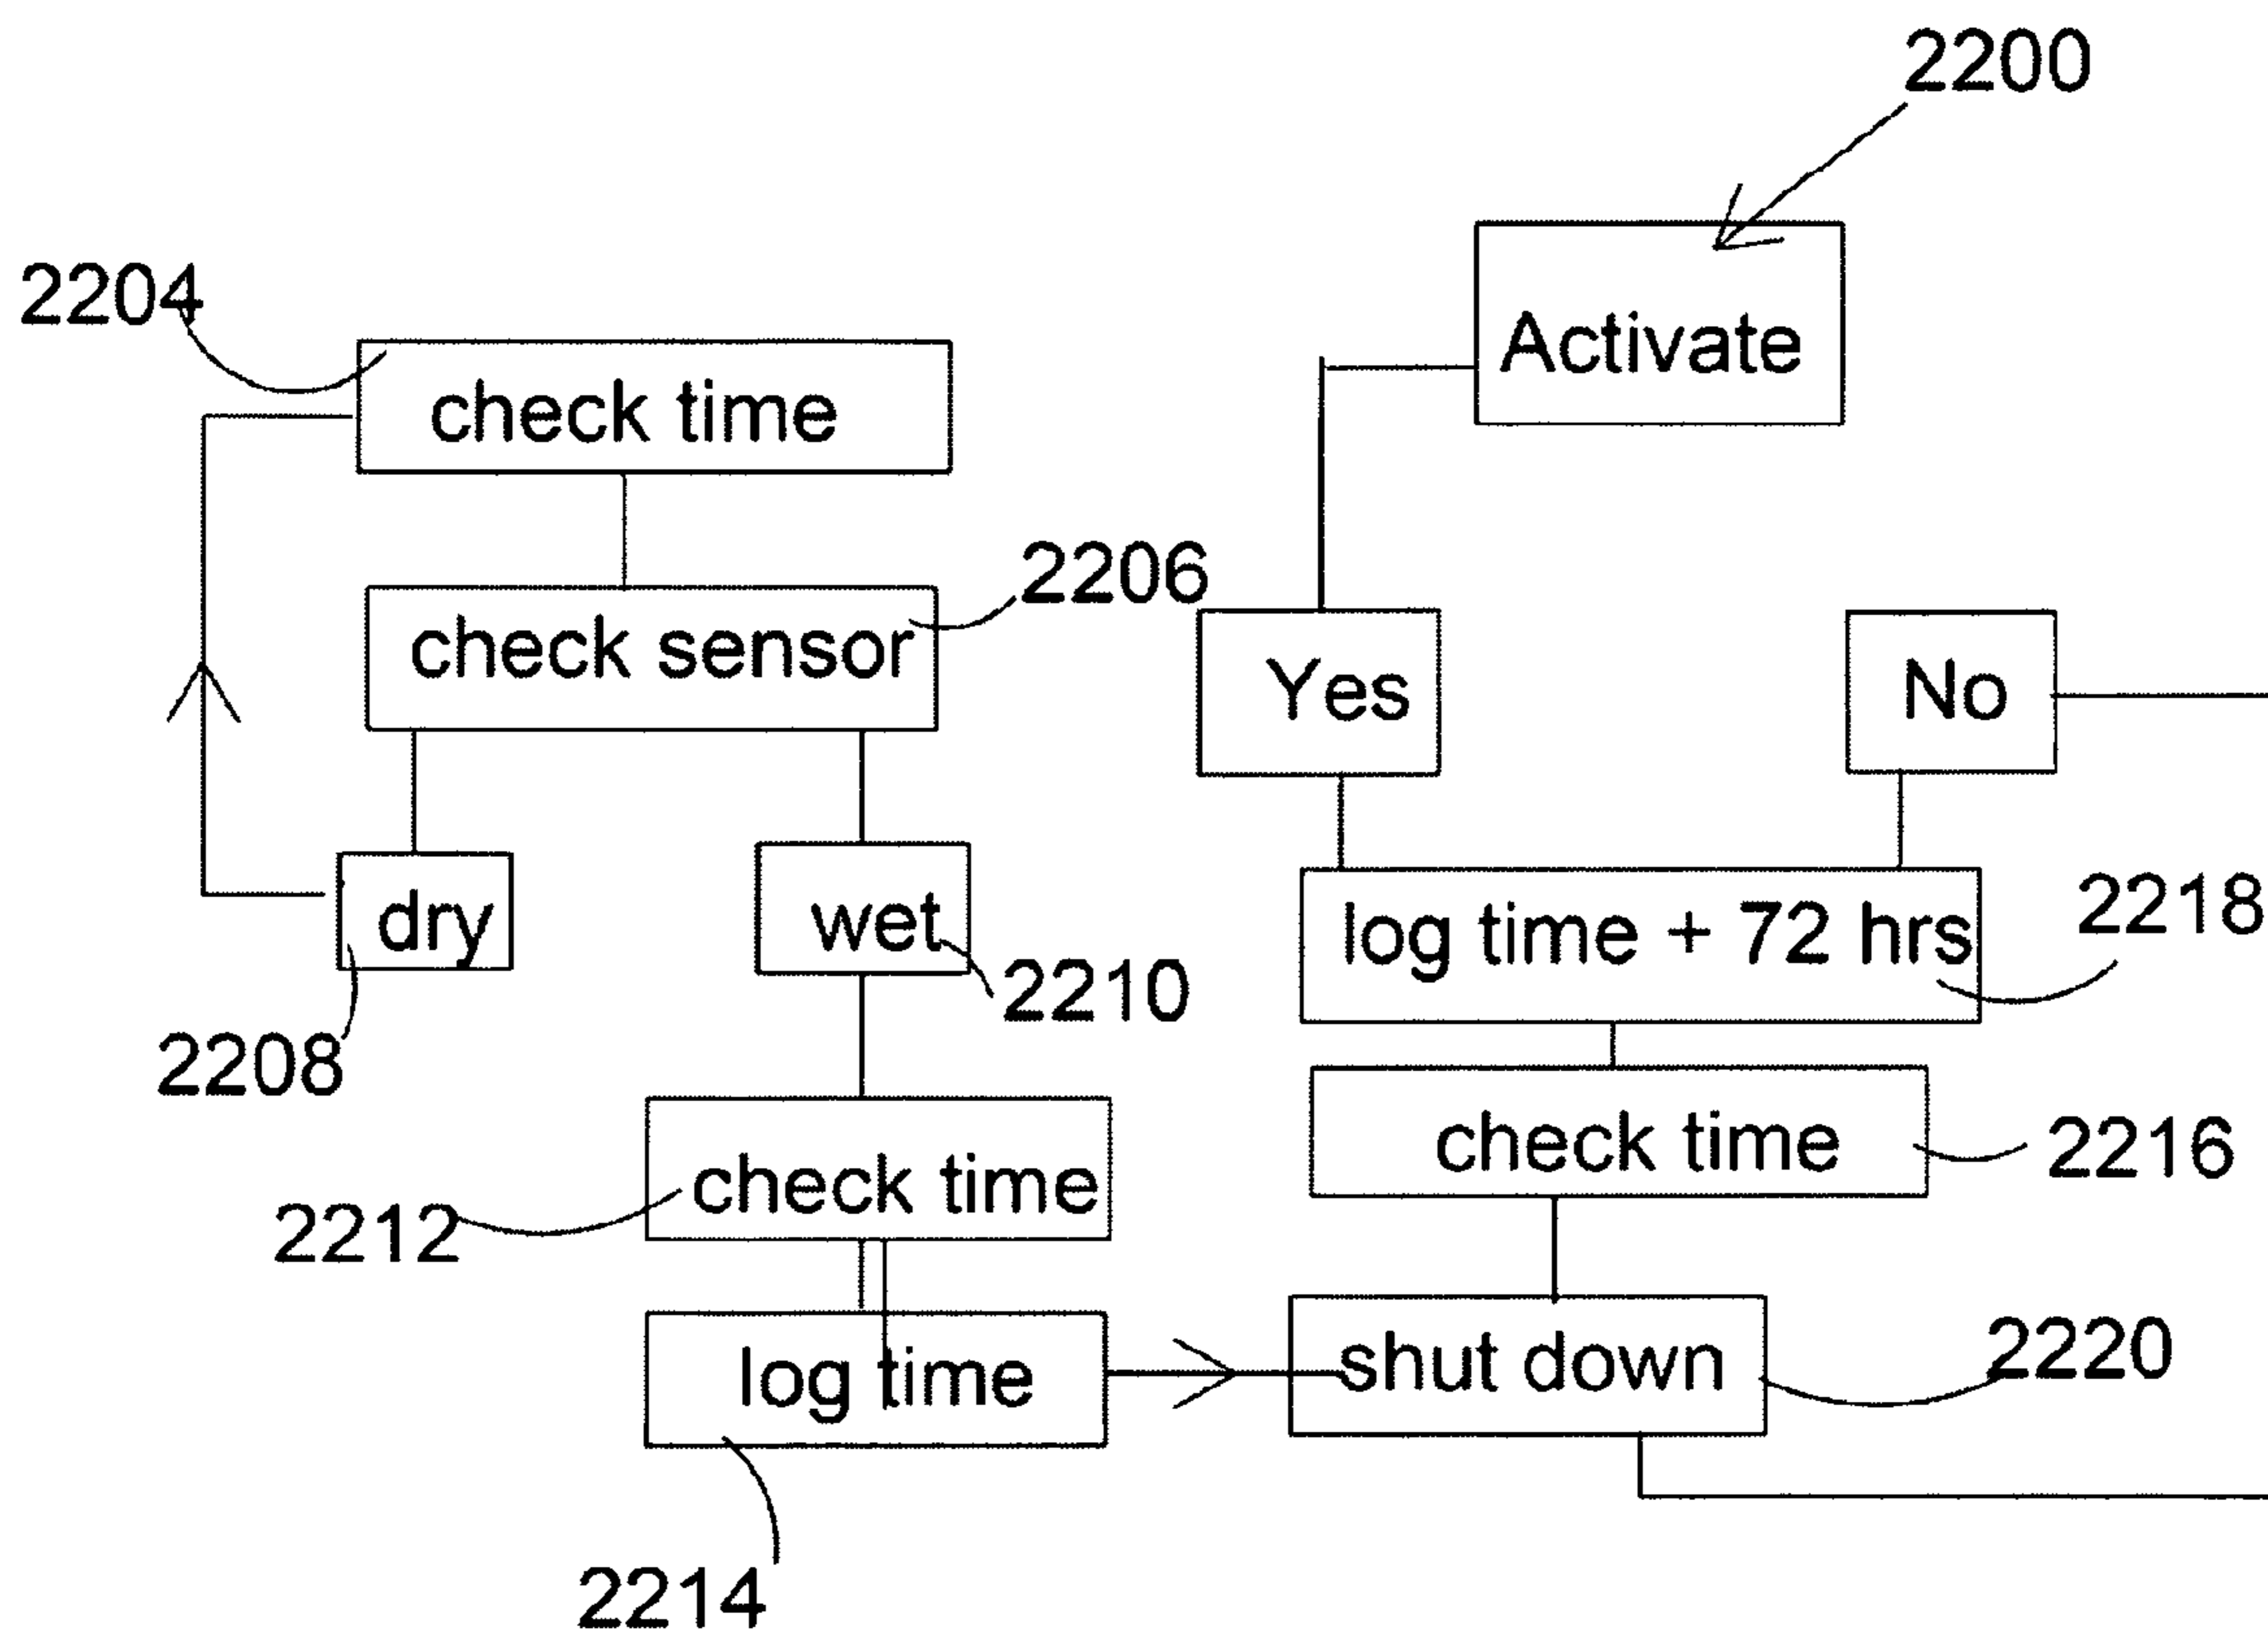 2200
Activate
2204
check time
2206
check sensor
Yes
No
dry
wet
2218
log time + 72 hrs
2210
2208
check time
2216
check time
2212
2220
log time
shut down
2214